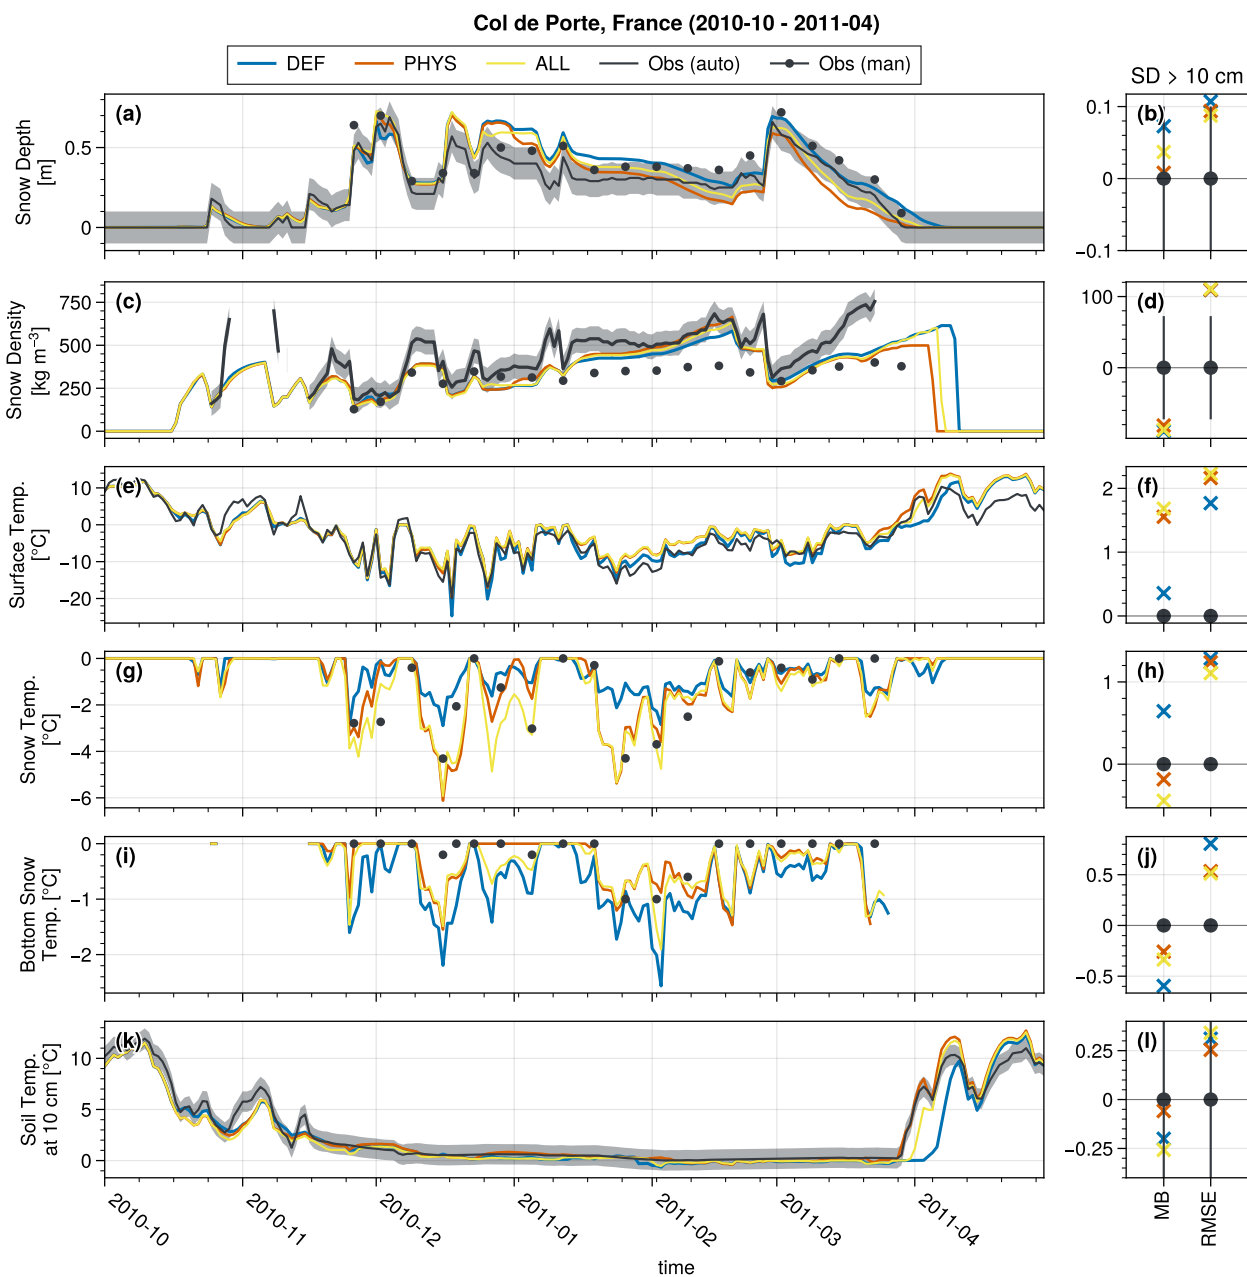 Col de Porte, France (2010-10 - 2011-04)
DEF PHYS ALL Obs (auto) Obs (man)
SD > 10 cm
(a)
Snow Depth
[m]
0.5
0
(b)
0.1
0
−0.1
(c)
Snow Density
[kg m⁻³]
750
500
250
0
(d)
100
0
(e)
Surface Temp.
[°C]
10
0
−10
−20
(f)
2
1
0
(g)
Snow Temp.
[°C]
0
−2
−4
−6
(h)
1
0
(i)
Bottom Snow
Temp. [°C]
0
−1
−2
(j)
0.5
0
−0.5
(k)
Soil Temp.
at 10 cm [°C]
10
5
0
(l)
0.25
0
−0.25
2010-10
2010-11
2010-12
2011-01
2011-02
2011-03
2011-04
time
MB
RMSE